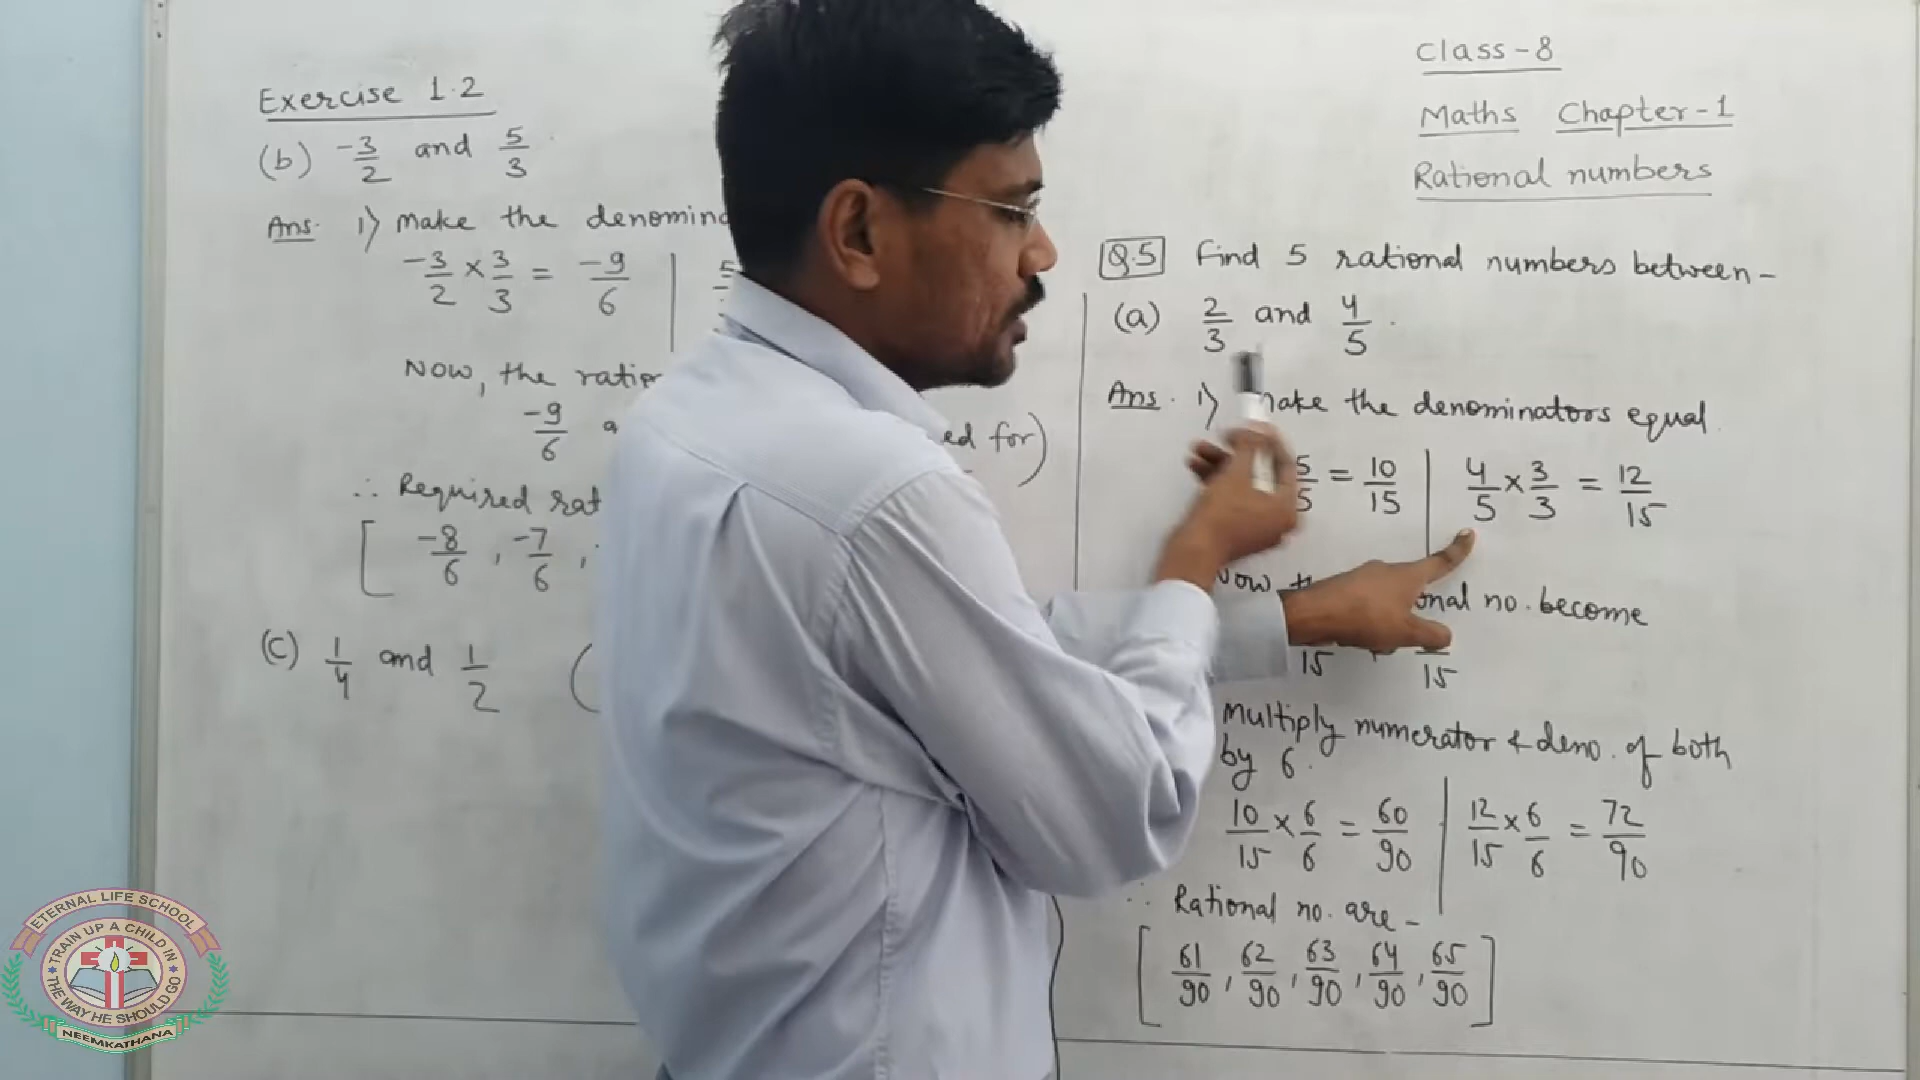 Exercise 1.2
(b) -3/2 and 5/3
Ans. 1) Make the
-3/2 × 3/3 = -9/6 | 5
Now, the
-9/6
ed for)
∴ Required
[ -8/6 , -7/6 ,
(C) 1/4 and 1/2 (
Class-8
Maths Chapter-1
Rational numbers
Q.5 Find 5 rational numbers between-
(a) 2/3 and 4/5 .
Ans. 1) Make the denominators equal.
5/5 = 10/15 | 4/5 × 3/3 = 12/15
Now no. become
15 , 15
Multiply numerator & deno. of both
by 6.
10/15 × 6/6 = 60/90 | 12/15 × 6/6 = 72/90
∴ Rational no. are-
[ 61/90 , 62/90 , 63/90 , 64/90 , 65/90 ]
ETERNAL LIFE SCHOOL
TRAIN UP A CHILD IN
THE WAY HE SHOULD GO
NEEMKATHANA